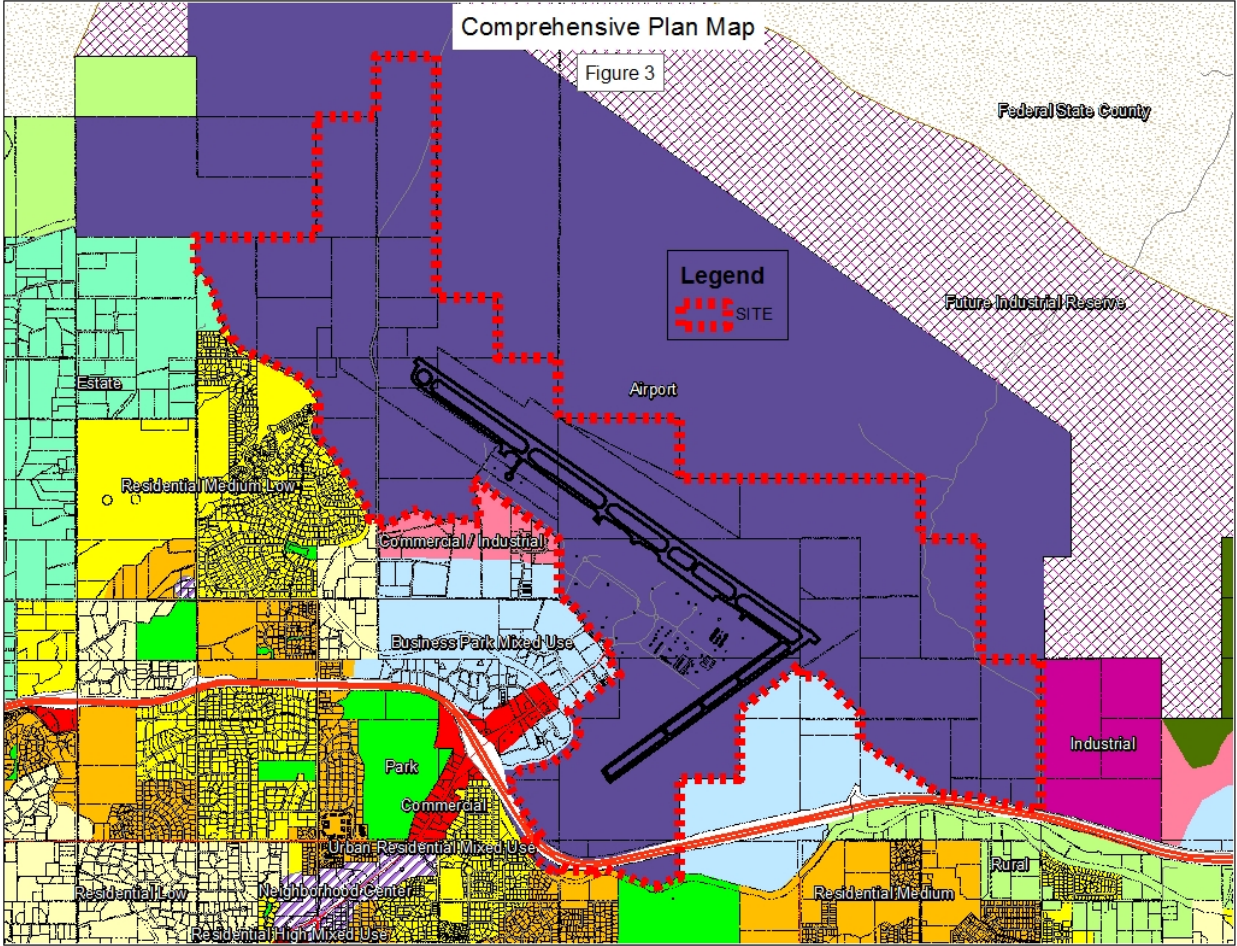 Comprehensive Plan Map
Figure 3
Federal State County
Legend
SITE
Future Industrial Reserve
Estate
Airport
Residential Medium Low
Commercial / Industrial
Business Park Mixed Use
Industrial
Park
Commercial
Urban Residential Mixed Use
Rural
Residential Low
Neighborhood Center
Residential Medium
Residential High Mixed Use